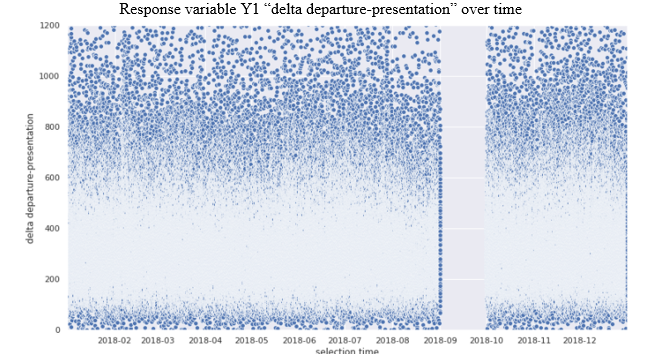 Response variable Y1 “delta departure-presentation” over time
1200
1000
800
600
400
200
0
delta departure-presentation
2018-02 2018-03 2018-04 2018-05 2018-06 2018-07 2018-08 2018-09 2018-10 2018-11 2018-12
selection time